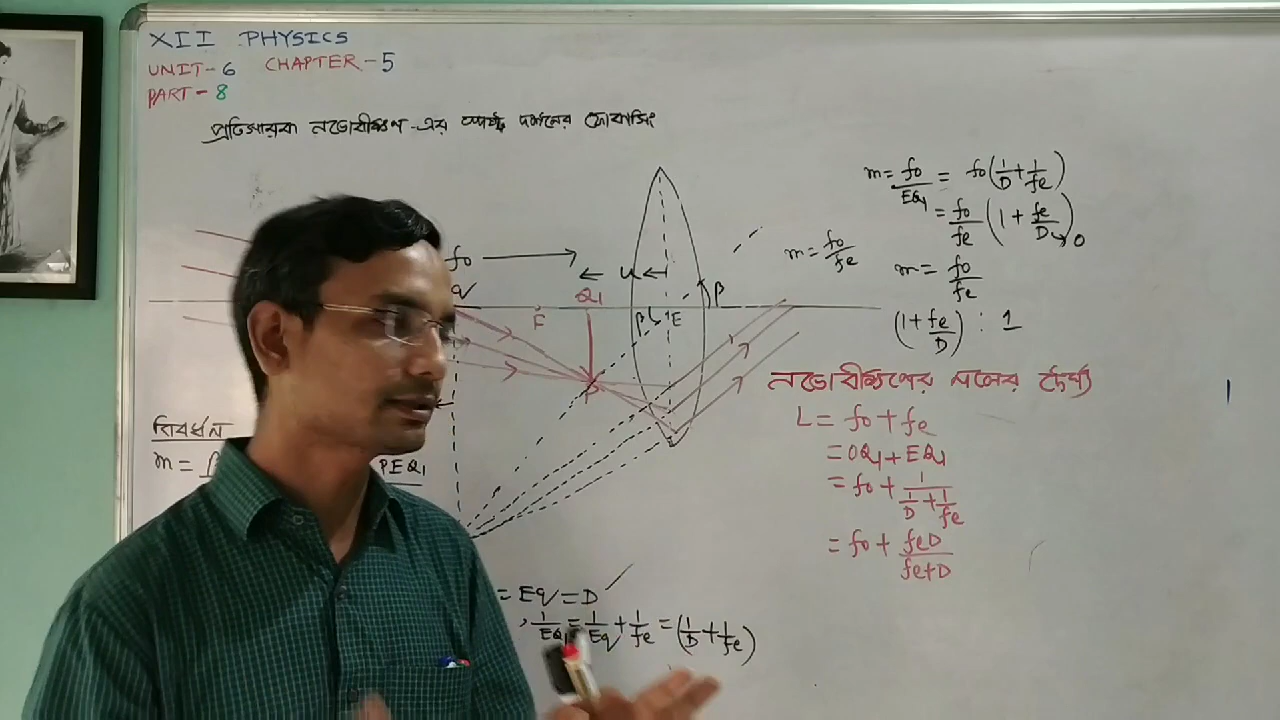 XII PHYSICS
UNIT-6 CHAPTER-5
PART-8
প্রতিসারক নভোবীক্ষণ-এর স্পষ্ট দর্শনের ফোকাসিং
fo
u
q
Q1
F
β
E
β
P
m=fo/fe
m=fo/EQ1 = fo(1/D+1/fe)
=fo/fe (1+fe/D)
0
m=fo/fe
(1+fe/D) : 1
নভোবীক্ষণের নলের দৈর্ঘ্য
L = fo+fe
=OQ1+EQ1
=fo+1/(1/D+1/fe)
=fo+feD/(fe+D)
বিবর্ধন
m=
PEQ1
= Eq=D
,1/EQ1=1/Eq+1/fe=(1/D+1/fe)